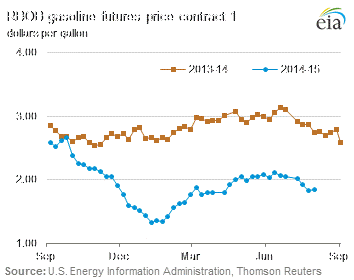 RBOB gasoline futures price contract 1
dollars per gallon
eia
4.00
2013-14
2014-15
3.00
2.00
1.00
Sep Dec Mar Jun Sep
Source: U.S. Energy Information Administration, Thomson Reuters